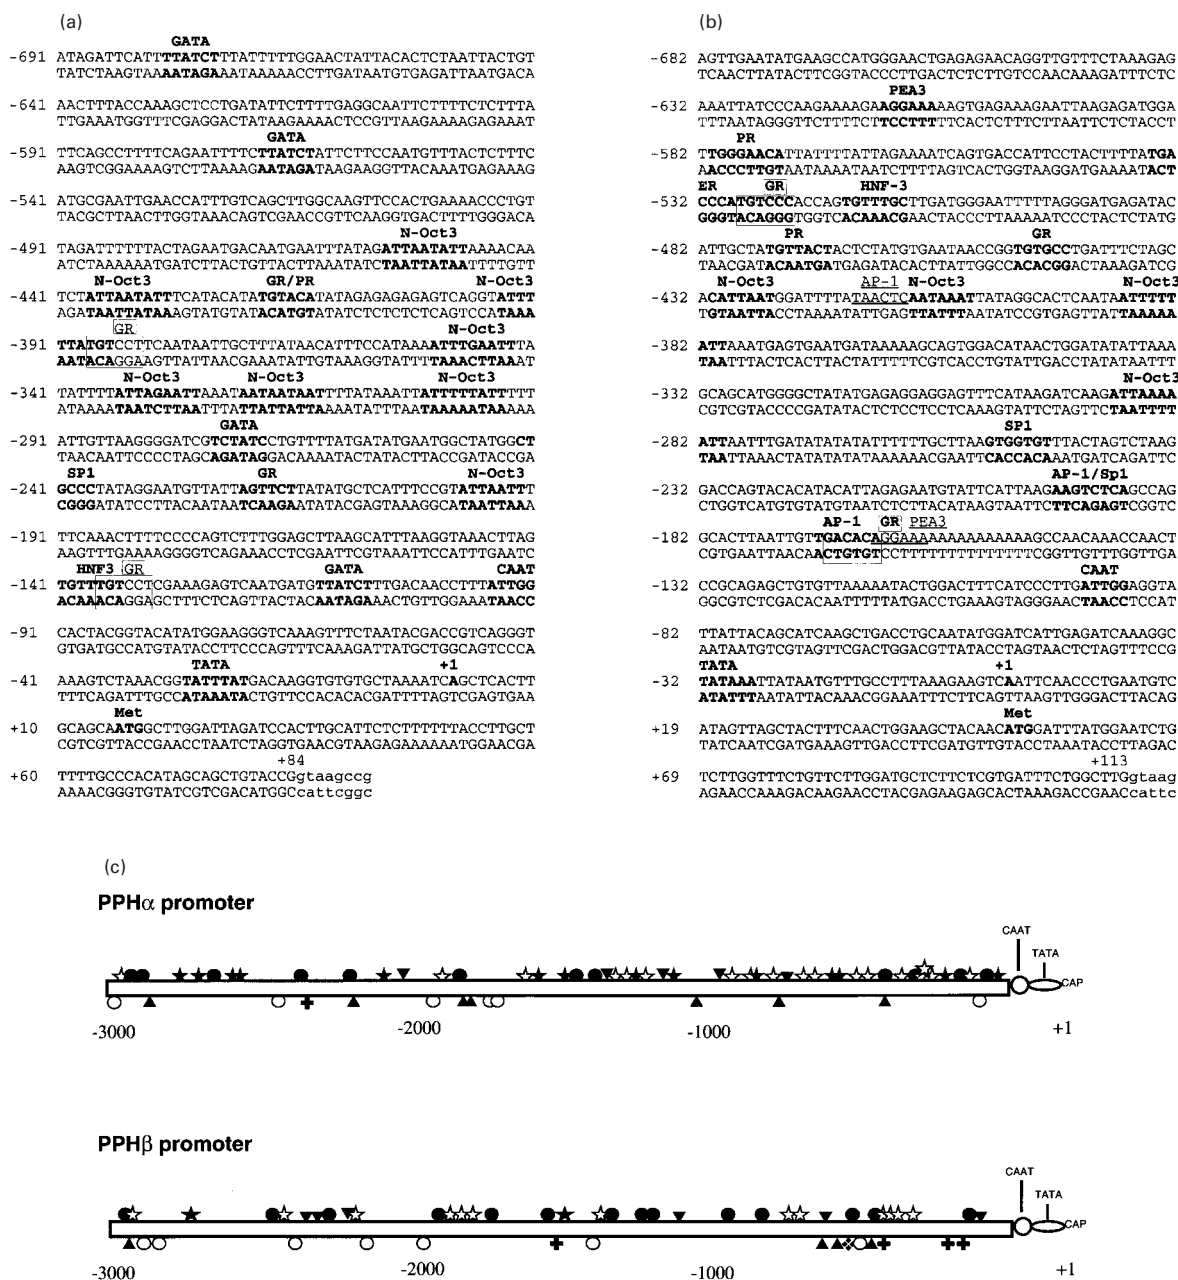 (a)
GATA
-691 ATAGATTCATTTTATCTTTATTTTTGGAACTATTACACTCTAATTACTGT
TATCTAAGTAAAATAGAAATAAAAACCTTGATAATGTGAGATTAATGACA
-641 AACTTTACCAAAGCTCCTGATATTCTTTTGAGGCAATTCTTTTCTCTTTA
TTGAAATGGTTTCGAGGACTATAAGAAAACTCCGTTAAGAAAAGAGAAAT
GATA
-591 TTCAGCCTTTTCAGAATTTTCTTATCTATTCTTCCAATGTTTACTCTTTC
AAGTCGGAAAAGTCTTAAAAGAATAGATAAGAAGGTTACAAATGAGAAAG
-541 ATGCGAATTGAACCATTTGTCAGCTTGGCAAGTTCCACTGAAAACCCTGT
TACGCTTAACTTGGTAAACAGTCGAACCGTTCAAGGTGACTTTTGGGACA
N-Oct3
-491 TAGATTTTTACTAGAATGACAATGAATTTATAGATTAATATTAAAACAA
ATCTAAAAATGATCTTACTGTTACTTAAATATCTAATTATAATTTTGTT
N-Oct3 GR/PR N-Oct3
-441 TCTATTAATATTTCATACATATGTACATATAGAGAGAGAGTCAGGTATTT
AGATAATTATAAAGTATGTATACATGTATATCTCTCTCTCAGTCCATAAA
GR N-Oct3
-391 TTATGTCCTTCAATAATTGCTTTATAACATTTCCATAAAATTTGAATTTA
AATACAGGAAGTTATTAACGAAATATTGTAAAGGTATTTTAAACTTAAAT
N-Oct3 N-Oct3 N-Oct3
-341 TATTTTATTAGAATTAAATAATAATAATTTTATAAATTATTTTTATTTTT
ATAAAATAATCTTAATTTATTATTATTAAAATATTTAATAAAAATAAAAA
GATA
-291 ATTGTTAAGGGGATCGTCTATCCTGTTTTATGATATGAATGGCTATGGCT
TAACAATTCCCCTAGCAGATAGGACAAAATACTATACTTACCGATACCGA
SP1 GR N-Oct3
-241 GCCCTATAGGAATGTTATTAGTTCTTATATGCTCATTTCCGTATTAATTT
CGGGATATCCTTACAATAATCAAGAATATACGAGTAAAGGCATAATTAAA
-191 TTCAAACTTTTCCCCAGTCTTTGGAGCTTAAGCATTTATAAACTTTTAG
AAGTTTGAAAAGGGGTCAGAAACCTCGAATTCGTAAATATTTGAAAATC
HNF3 GR GATA CAAT
-141 TGTTTGTCCTCGAAAGAGTCAATGATGTTATCTTTGACAACCTTTATTGG
ACAAACAGGAGCTTTCTCAGTTACTACAATAGAAACTGTTGGAAATAACC
-91 CACTACGGTACATATGGAAGGGTCAAAGTTTCTAATACGACCGTCAGGGT
GTGATGCCATGTATACCTTCCCAGTTTCAAAGATTATGCTGGCAGTCCCA
TATA +1
-41 AAAGTCTAAACGGTATTTATGACAAGGTGTGTGCTAAAATCAGCTCACTT
TTTCAGATTTGCCATAAATACTGTTCCACACACGATTTTAGTCGAGTGAA
Met
+10 GCAGCAATGGCTTGGATTAGATCCACTTGCATTCTCTTTTTTACCTTGCT
CGTCGTTACCGAACCTAATCTAGGTGAACGTAAGAGAAAAAATGGAACGA
+84
+60 TTTTGCCCACATAGCAGCTGTACCGgtaagccg
AAAACGGGTGTATCGTCGACATGGCcattcggc
(b)
-682 AGTTGAATATGAAGCCATGGGAACTGAGAGAACAGGTTGTTTCTAAAGAG
TCAACTTATACTTCGGTACCCTTGACTCTCTTGTCCAACAAAGATTTCTC
PEA3
-632 AAATTATCCCAAGAAAAGAAGGAAAAAGTGAGAAAGAATTAAGAGATGGA
TTTAATAGGGTTCTTTTCTTCCTTTTTCACTCTTTCTTAATTCTCTACCT
PR
-582 TTGGGAACATTATTTTATTAGAAAATCAGTGACCATTCCTACTTTTATGA
AACCCTTGTAATAAAATAATCTTTTAGTCACTGGTAAGGATGAAAATACT
ER GR HNF-3
-532 CCCATGTCCCACCAGTGTTTGCTTGATGGGAATTTTTAGGGATGAGATAC
GGGTACAGGGTGGTCACAAACGAACTACCCTTAAAAATCCCTACTCTATG
PR GR
-482 ATTGCTATGTTACTACTCTATGTGAATAACCGGTGTGCCTGATTTCTAGC
TAACGATACAATGATGAGATACACTTATTGGCCACACGGACTAAAGATCG
N-Oct3 AP-1 N-Oct3 N-Oct3
-432 ACATTAATGGATTTTATAACTCAATAAATTATAGGCACTCAATAATTTTT
TGTAATTACCTAAAATATTGAGTTATTTAATATCCGTGAGTTATTAAAAA
-382 ATTAAATGAGTGAATGATAAAAAGCAGTGGACATAACTGGATATATTAAA
TAATTTACTCACTTACTATTTTTCGTCACCTGTATTGACCTATATAATTT
N-Oct3
-332 GCAGCATGGGGCTATATGAGAGGAGGAGTTTCATAAGATCAAGATTAAAA
CGTCGTACCCCGATATACTCTCCTCCTCAAAGTATTCTAGTTCTAATTTT
SP1
-282 ATTAATTTGATATATATATTTTTTGCTTAAGTGGTGTTTACTAGTCTAAG
TAATTAAACTATATATATAAAAAACGAATTCACCACAAATGATCAGATTC
AP-1/Sp1
-232 GACCAGTACACATACATTAGAGAATGTATTCATTAAGAAGTCTCAGCCAG
CTGGTCATGTGTATGTAATCTCTTACATAAGTAATTCTTCAGAGTCGGTC
AP-1 GR PEA3
-182 GCACTTAATTGTTTGACACAAGGAAAAAAAAAAAAAAGCCAACAAACCAACT
CGTGAATTAACAACTGTGTCCTTTTTTTTTTTTTTCGGTTGTTTGGTTGA
CAAT
-132 CCGCAGAGCTGTGTTAAAAATACTGGACTTTCATCCCTTGATTGGAGGTA
GGCGTCTCGACACAATTTTTATGACCTGAAAGTAGGGAACTAACCTCCAT
-82 TTATTACAGCATCAAGCTGACCTGCAATATGGATCATTGAGATCAAAGGC
AATAATGTCGTAGTTCGACTGGACGTTATACCTAGTAACTCTAGTTTCCG
TATA +1
-32 TATAAATTATAATGTTTGCCTTTAAAGAAGTCAATTCAACCCTGAATGTC
ATATTTAATATTACAAACGGAAATTTCTTCAGTTAAGTTGGGACTTACAG
Met
+19 ATAGTTAGCTACTTTCAACTGGAAGCTACAACATGGATTTATGGAATCTG
TATCAATCGATGAAAGTTGACCTTCGATGTTGTACCTAAATACCTTAGAC
+113
+69 TCTTGGTTTCTGTTCTTGGATGCTCTTCTCGTGATTTCTGGCTTGgtaag
AGAACCAAAGACAAGAACCTACGAGAAGAGCACTAAAGACCGAACcattc
(c)
PPHα promoter
CAAT
TATA
CAP
-3000 -2000 -1000 +1
PPHβ promoter
CAAT
TATA
CAP
-3000 -2000 -1000 +1